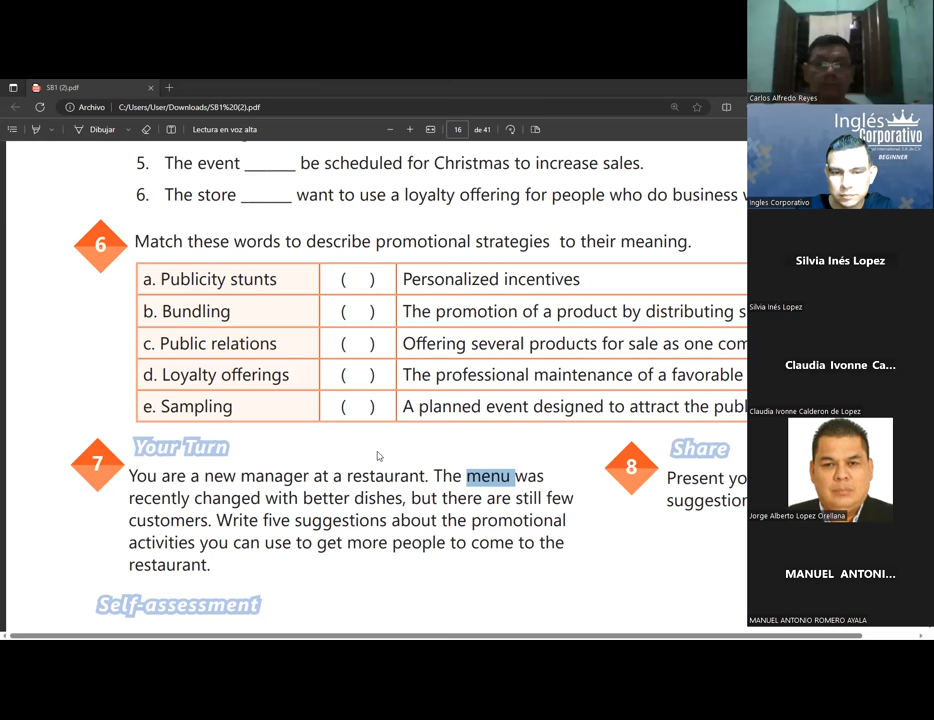 SB1 (2).pdf
Archivo C:/Users/User/Downloads/SB1%20(2).pdf
Dibujar Lectura en voz alta 16 de 41
5. The event ______ be scheduled for Christmas to increase sales.
6. The store ______ want to use a loyalty offering for people who do business
6 Match these words to describe promotional strategies to their meaning.
a. Publicity stunts ( ) Personalized incentives
b. Bundling ( ) The promotion of a product by distributing s
c. Public relations ( ) Offering several products for sale as one com
d. Loyalty offerings ( ) The professional maintenance of a favorable
e. Sampling ( ) A planned event designed to attract the publ
7 Your Turn
You are a new manager at a restaurant. The menu was
recently changed with better dishes, but there are still few
customers. Write five suggestions about the promotional
activities you can use to get more people to come to the
restaurant.
8 Share
Present yo
suggestion
Self-assessment
Carlos Alfredo Reyes
Inglés
Corporativo
BEGINNER
Ingles Corporativo
Silvia Inés Lopez
Silvia Inés Lopez
Claudia Ivonne Ca...
Claudia Ivonne Calderon de Lopez
Jorge Alberto Lopez Orellana
MANUEL ANTONI...
MANUEL ANTONIO ROMERO AYALA